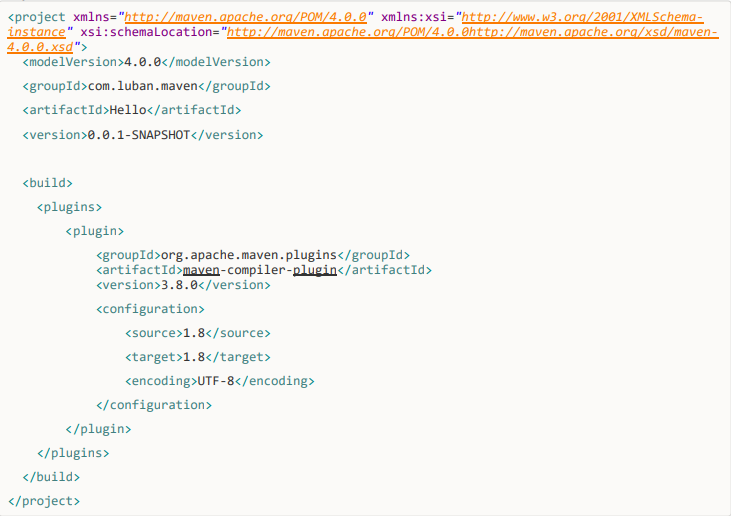 <project xmlns="http://maven.apache.org/POM/4.0.0" xmlns:xsi="http://www.w3.org/2001/XMLSchema-
instance" xsi:schemaLocation="http://maven.apache.org/POM/4.0.0http://maven.apache.org/xsd/maven-
4.0.0.xsd">
<modelVersion>4.0.0</modelVersion>
<groupId>com.luban.maven</groupId>
<artifactId>Hello</artifactId>
<version>0.0.1-SNAPSHOT</version>
<build>
<plugins>
<plugin>
<groupId>org.apache.maven.plugins</groupId>
<artifactId>maven-compiler-plugin</artifactId>
<version>3.8.0</version>
<configuration>
<source>1.8</source>
<target>1.8</target>
<encoding>UTF-8</encoding>
</configuration>
</plugin>
</plugins>
</build>
</project>